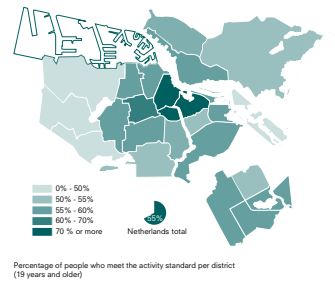 0% - 50%
50% - 55%
55% - 60%
60% - 70%
70 % or more
55%
Netherlands total
Percentage of people who meet the activity standard per district
(19 years and older)